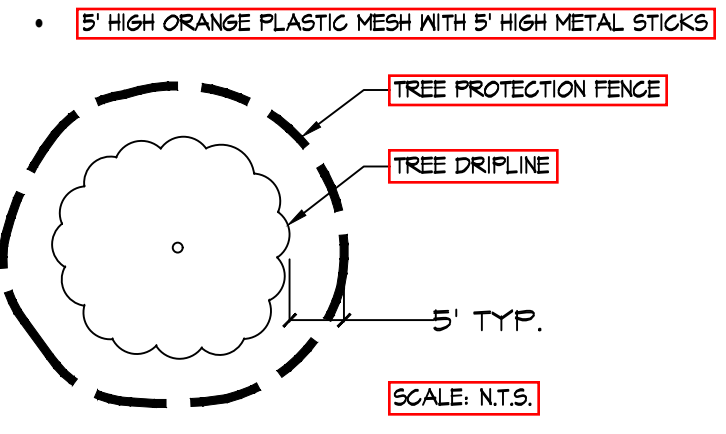 • 5' HIGH ORANGE PLASTIC MESH WITH 5' HIGH METAL STICKS
TREE PROTECTION FENCE
TREE DRIPLINE
5' TYP.
SCALE: N.T.S.